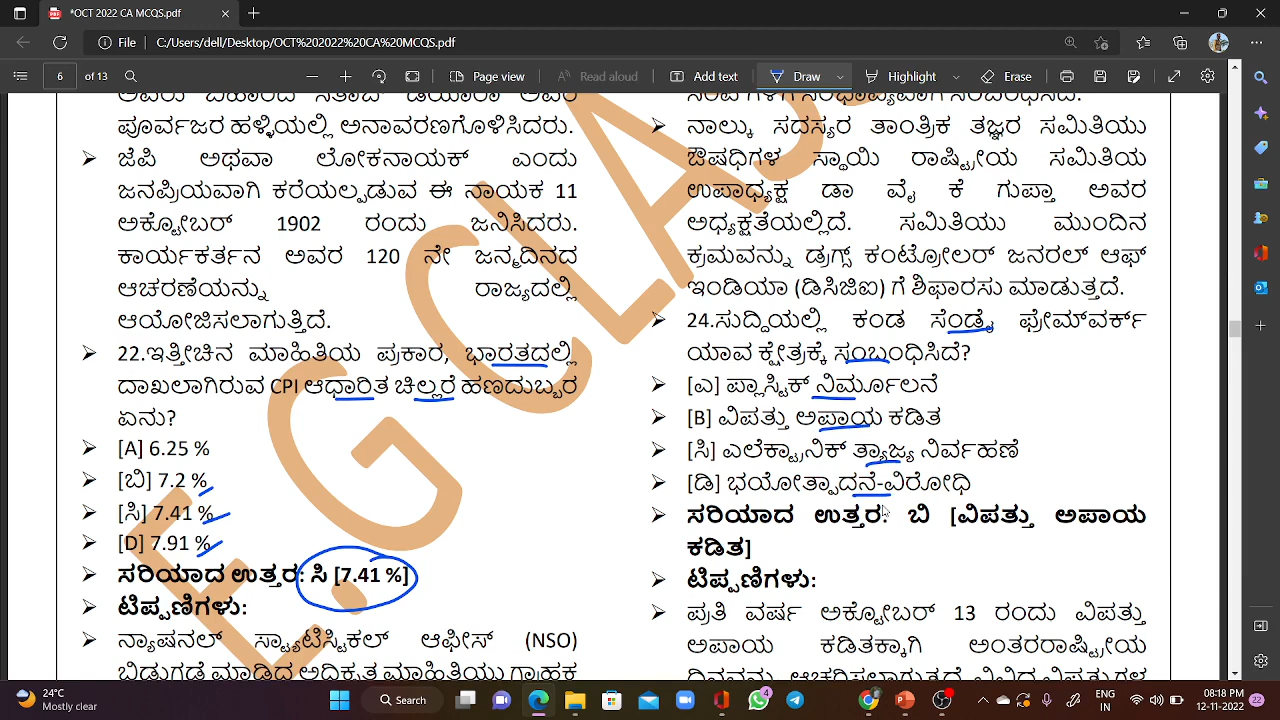 *OCT 2022 CA MCQS.pdf
File C:/Users/dell/Desktop/OCT%202022%20CA%20MCQS.pdf
6 of 13 Page view Read aloud Add text Draw Highlight Erase
ಪೂರ್ವಜರ ಹಳ್ಳಿಯಲ್ಲಿ ಅನಾವರಣಗೊಳಿಸಿದರು.
ಜೆಪಿ ಅಥವಾ ಲೋಕನಾಯಕ್ ಎಂದು
ಜನಪ್ರಿಯವಾಗಿ ಕರೆಯಲ್ಪಡುವ ಈ ನಾಯಕ 11
ಅಕ್ಟೋಬರ್ 1902 ರಂದು ಜನಿಸಿದರು.
ಕಾರ್ಯಕರ್ತನ ಅವರ 120 ನೇ ಜನ್ಮದಿನದ
ಆಚರಣೆಯನ್ನು ರಾಜ್ಯದಲ್ಲಿ
ಆಯೋಜಿಸಲಾಗುತ್ತಿದೆ.
22.ಇತ್ತೀಚಿನ ಮಾಹಿತಿಯ ಪ್ರಕಾರ, ಭಾರತದಲ್ಲಿ
ದಾಖಲಾಗಿರುವ CPI ಆಧಾರಿತ ಚಿಲ್ಲರೆ ಹಣದುಬ್ಬರ
ಏನು?
[A] 6.25 %
[ಬಿ] 7.2 %
[ಸಿ] 7.41 %
[D] 7.91 %
ಸರಿಯಾದ ಉತ್ತರ: ಸಿ [7.41 %]
ಟಿಪ್ಪಣಿಗಳು:
ನ್ಯಾಷನಲ್ ಸ್ಟ್ಯಾಟಿಸ್ಟಿಕಲ್ ಆಫೀಸ್ (NSO)
ಬಿಡುಗಡೆ ಮಾಡಿದ ಅಧಿಕೃತ ಮಾಹಿತಿಯು ಗ್ರಾಹಕ
ನಾಲ್ಕು ಸದಸ್ಯರ ತಾಂತ್ರಿಕ ತಜ್ಞರ ಸಮಿತಿಯು
ಔಷಧಿಗಳ ಸ್ಥಾಯಿ ರಾಷ್ಟ್ರೀಯ ಸಮಿತಿಯ
ಉಪಾಧ್ಯಕ್ಷ ಡಾ ವೈ ಕೆ ಗುಪ್ತಾ ಅವರ
ಅಧ್ಯಕ್ಷತೆಯಲ್ಲಿದೆ. ಸಮಿತಿಯು ಮುಂದಿನ
ಕ್ರಮವನ್ನು ಡ್ರಗ್ಸ್ ಕಂಟ್ರೋಲರ್ ಜನರಲ್ ಆಫ್
ಇಂಡಿಯಾ (ಡಿಸಿಜಿಐ) ಗೆ ಶಿಫಾರಸು ಮಾಡುತ್ತದೆ.
24.ಸುದ್ದಿಯಲ್ಲಿ ಕಂಡ ಸೆಂಡೈ ಫ್ರೇಮ್‌ವರ್ಕ್
ಯಾವ ಕ್ಷೇತ್ರಕ್ಕೆ ಸಂಬಂಧಿಸಿದೆ?
[ಎ] ಪ್ಲಾಸ್ಟಿಕ್ ನಿರ್ಮೂಲನೆ
[B] ವಿಪತ್ತು ಅಪಾಯ ಕಡಿತ
[ಸಿ] ಎಲೆಕ್ಟ್ರಾನಿಕ್ ತ್ಯಾಜ್ಯ ನಿರ್ವಹಣೆ
[ಡಿ] ಭಯೋತ್ಪಾದನೆ-ವಿರೋಧಿ
ಸರಿಯಾದ ಉತ್ತರ: ಬಿ [ವಿಪತ್ತು ಅಪಾಯ
ಕಡಿತ]
ಟಿಪ್ಪಣಿಗಳು:
ಪ್ರತಿ ವರ್ಷ ಅಕ್ಟೋಬರ್ 13 ರಂದು ವಿಪತ್ತು
ಅಪಾಯ ಕಡಿತಕ್ಕಾಗಿ ಅಂತರರಾಷ್ಟ್ರೀಯ
24°C
Mostly clear
Search
4
ENG
IN
08:18 PM
12-11-2022
22